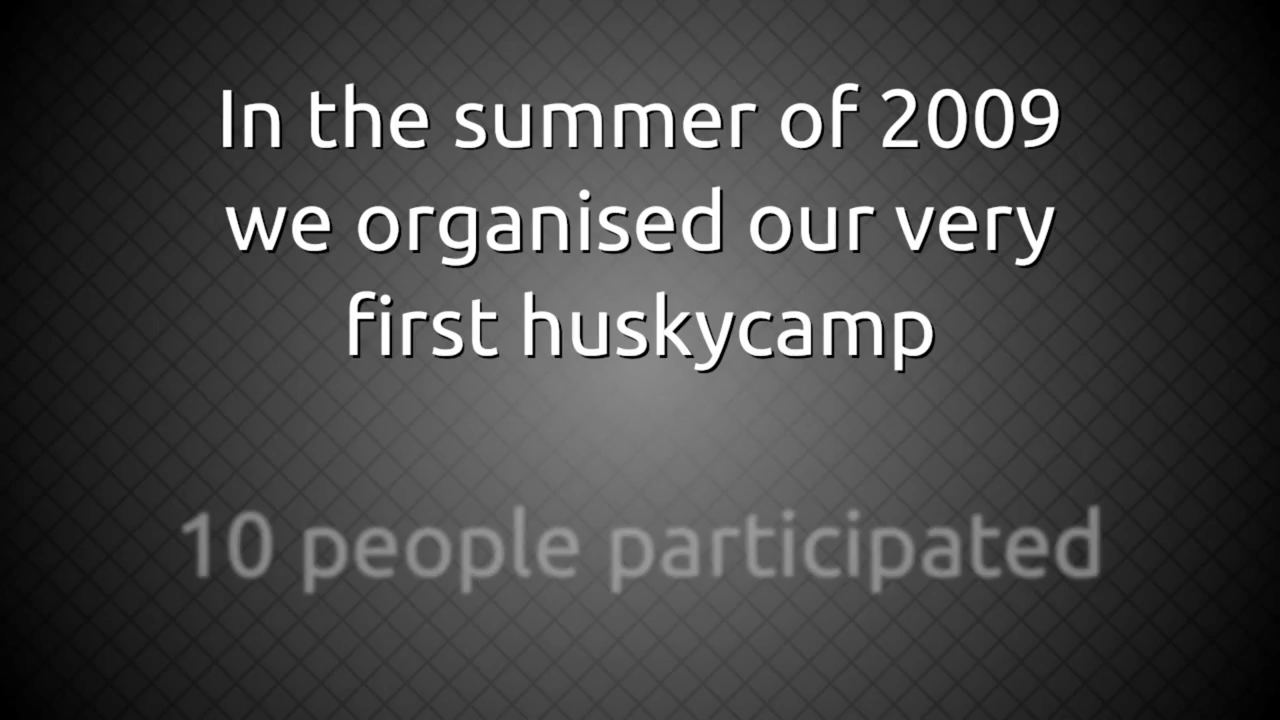 In the summer of 2009
we organised our very
first huskycamp
10 people participated